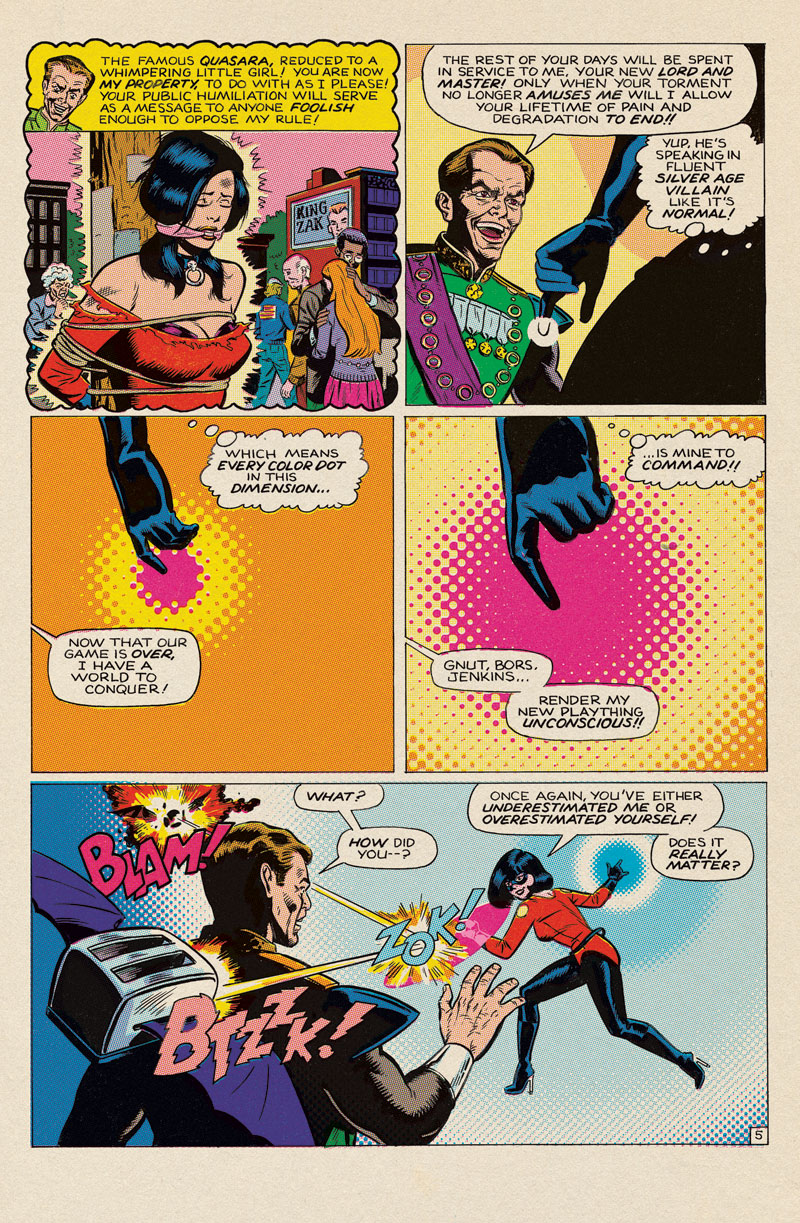 THE FAMOUS QUASARA, REDUCED TO A
WHIMPERING LITTLE GIRL! YOU ARE NOW
MY PROPERTY, TO DO WITH AS I PLEASE!
YOUR PUBLIC HUMILIATION WILL SERVE
AS A MESSAGE TO ANYONE FOOLISH
ENOUGH TO OPPOSE MY RULE!
KING
ZAK
THE REST OF YOUR DAYS WILL BE SPENT
IN SERVICE TO ME, YOUR NEW LORD AND
MASTER! ONLY WHEN YOUR TORMENT
NO LONGER AMUSES ME WILL I ALLOW
YOUR LIFETIME OF PAIN AND
DEGRADATION TO END!!
YUP, HE'S
SPEAKING IN
FLUENT
SILVER AGE
VILLAIN
LIKE IT'S
NORMAL!
WHICH MEANS
EVERY COLOR DOT
IN THIS
DIMENSION...
NOW THAT OUR
GAME IS OVER,
I HAVE A
WORLD TO
CONQUER!
...IS MINE TO
COMMAND!!
GNUT, BORS,
JENKINS...
RENDER MY
NEW PLAYTHING
UNCONSCIOUS!!
BLAM!
WHAT?
HOW DID
YOU--?
ONCE AGAIN, YOU'VE EITHER
UNDERESTIMATED ME OR
OVERESTIMATED YOURSELF!
DOES IT
REALLY
MATTER?
ZOK!
BTZZZK!
5